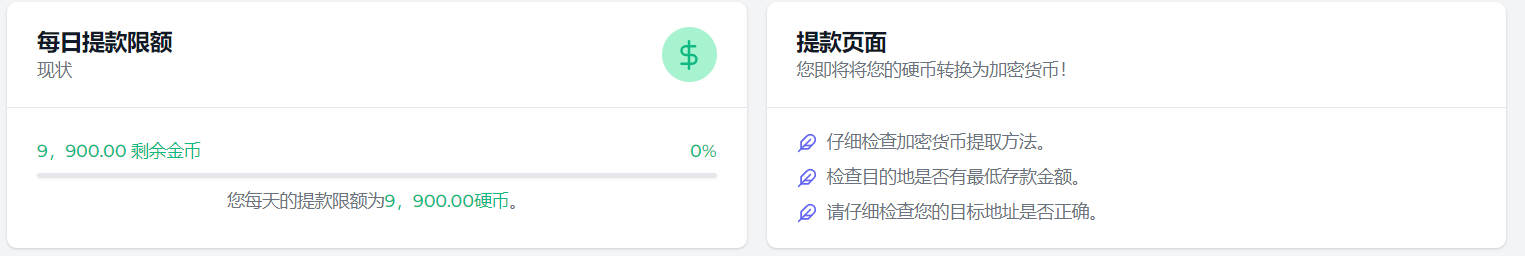 每日提款限额
现状
$
9，900.00 剩余金币
0%
您每天的提款限额为9，900.00硬币。
提款页面
您即将将您的硬币转换为加密货币！
仔细检查加密货币提取方法。
检查目的地是否有最低存款金额。
请仔细检查您的目标地址是否正确。